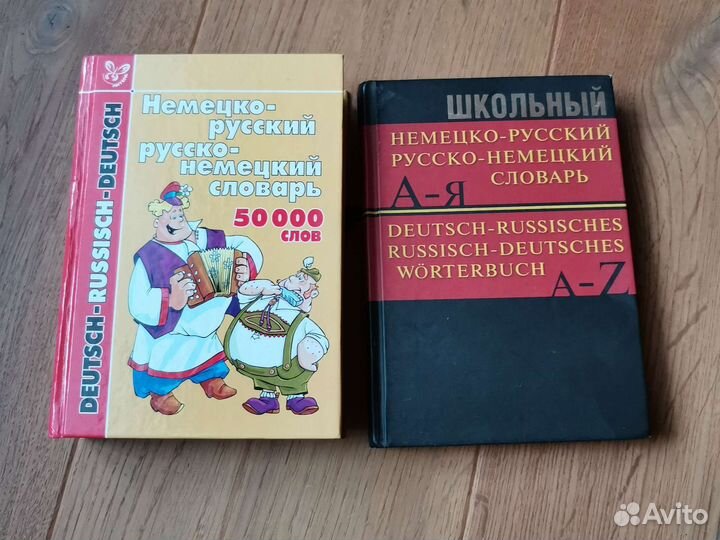 DEUTSCH - RUSSISCH - DEUTSCH
Немецко-
русский
русско-
немецкий
словарь
50 000
слов
ШКОЛЬНЫЙ
НЕМЕЦКО-РУССКИЙ
РУССКО-НЕМЕЦКИЙ
СЛОВАРЬ
А-я
DEUTSCH-RUSSISCHES
RUSSISCH-DEUTSCHES
WÖRTERBUCH
A-Z
Avito